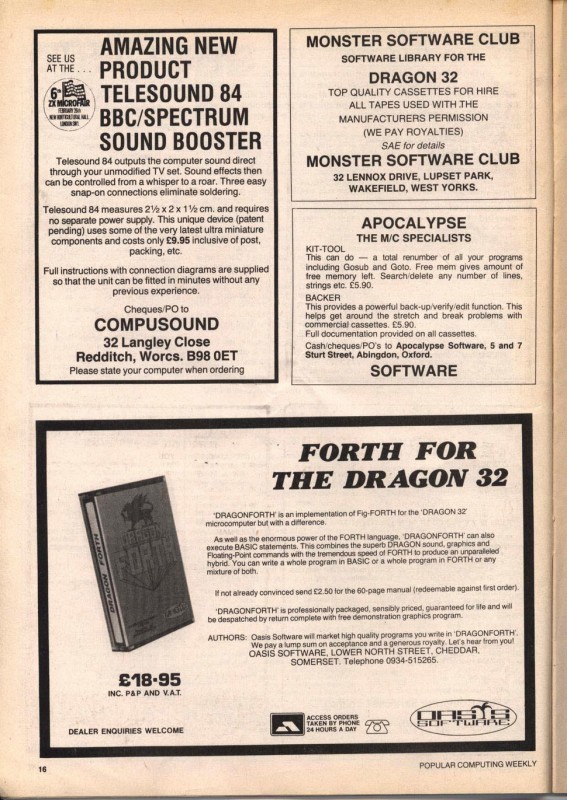 SEE US
AT THE . . .
6TH
ZX MICROFAIR
FEBRUARY 25th
NEW HORTICULTURAL HALL
LONDON SW1.
AMAZING NEW
PRODUCT
TELESOUND 84
BBC/SPECTRUM
SOUND BOOSTER
Telesound 84 outputs the computer sound direct
through your unmodified TV set. Sound effects then
can be controlled from a whisper to a roar. Three easy
snap-on connections eliminate soldering.
Telesound 84 measures 2½ x 2 x 1½ cm. and requires
no separate power supply. This unique device (patent
pending) uses some of the very latest ultra miniature
components and costs only £9.95 inclusive of post,
packing, etc.
Full instructions with connection diagrams are supplied
so that the unit can be fitted in minutes without any
previous experience.
Cheques/PO to
COMPUSOUND
32 Langley Close
Redditch, Worcs. B98 0ET
Please state your computer when ordering
MONSTER SOFTWARE CLUB
SOFTWARE LIBRARY FOR THE
DRAGON 32
TOP QUALITY CASSETTES FOR HIRE
ALL TAPES USED WITH THE
MANUFACTURERS PERMISSION
(WE PAY ROYALTIES)
SAE for details
MONSTER SOFTWARE CLUB
32 LENNOX DRIVE, LUPSET PARK,
WAKEFIELD, WEST YORKS.
APOCALYPSE
THE M/C SPECIALISTS
KIT-TOOL
This can do — a total renumber of all your programs
including Gosub and Goto. Free mem gives amount of
free memory left. Search/delete any number of lines,
strings etc. £5.90.
BACKER
This provides a powerful back-up/verify/edit function. This
helps get around the stretch and break problems with
commercial cassettes. £5.90.
Full documentation provided on all cassettes.
Cash/cheques/PO's to Apocalypse Software, 5 and 7
Sturt Street, Abingdon, Oxford.
SOFTWARE
FORTH FOR
THE DRAGON 32
DRAGON FORTH
'DRAGONFORTH' is an implementation of Fig-FORTH for the 'DRAGON 32'
microcomputer but with a difference.
As well as the enormous power of the FORTH language, 'DRAGONFORTH' can also
execute BASIC statements. This combines the superb DRAGON sound, graphics and
Floating-Point commands with the tremendous speed of FORTH to produce an unparalleled
hybrid. You can write a whole program in BASIC or a whole program in FORTH or any
mixture of both.
If not already convinced send £2.50 for the 60-page manual (redeemable against first order).
'DRAGONFORTH' is professionally packaged, sensibly priced, guaranteed for life and will
be despatched by return complete with free demonstration graphics program.
AUTHORS: Oasis Software will market high quality programs you write in 'DRAGONFORTH'.
We pay a lump sum on acceptance and a generous royalty. Let's hear from you!
OASIS SOFTWARE, LOWER NORTH STREET, CHEDDAR,
SOMERSET. Telephone 0934-515265.
£18·95
INC. P&P AND V.A.T.
DEALER ENQUIRIES WELCOME
ACCESS ORDERS
TAKEN BY PHONE
24 HOURS A DAY
OASIS
SOFTWARE
16
POPULAR COMPUTING WEEKLY